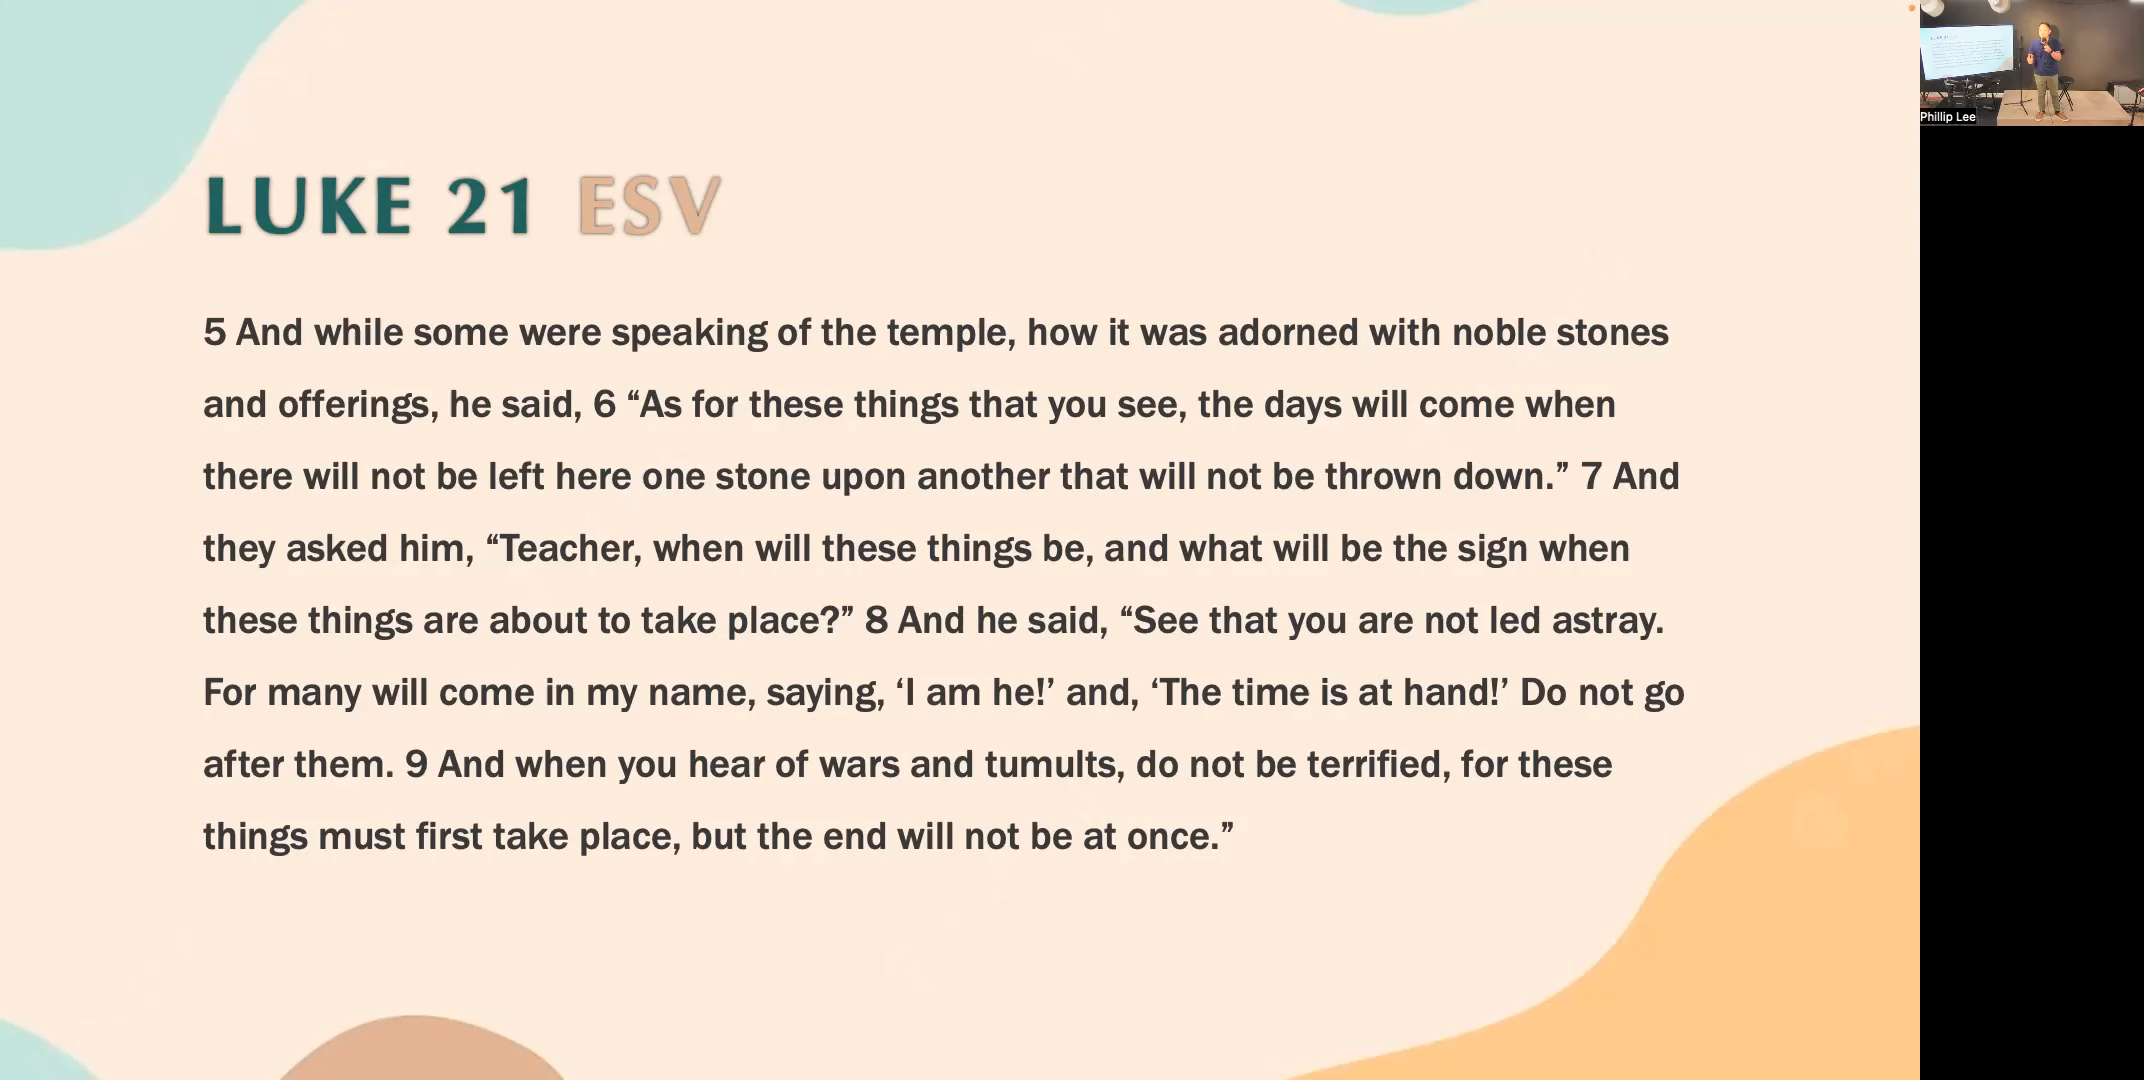 LUKE 21 ESV
5 And while some were speaking of the temple, how it was adorned with noble stones
and offerings, he said, 6 “As for these things that you see, the days will come when
there will not be left here one stone upon another that will not be thrown down.” 7 And
they asked him, “Teacher, when will these things be, and what will be the sign when
these things are about to take place?” 8 And he said, “See that you are not led astray.
For many will come in my name, saying, ‘I am he!’ and, ‘The time is at hand!’ Do not go
after them. 9 And when you hear of wars and tumults, do not be terrified, for these
things must first take place, but the end will not be at once.”
Phillip Lee